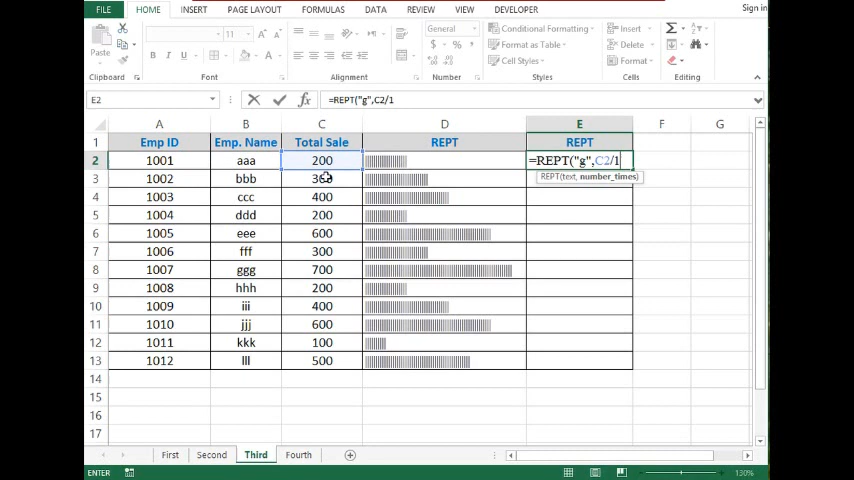 Sign in
FILE HOME INSERT PAGE LAYOUT FORMULAS DATA REVIEW VIEW DEVELOPER
Paste
11
General
Conditional Formatting
Format as Table
Cell Styles
Insert
Delete
Format
Clipboard Font Alignment Number Styles Cells Editing
E2 =REPT("g",C2/1
A B C D E F G
1 Emp ID Emp. Name Total Sale REPT REPT
2 1001 aaa 200 =REPT("g",C2/1
REPT(text, number_times)
3 1002 bbb 300
4 1003 ccc 400
5 1004 ddd 200
6 1005 eee 600
7 1006 fff 300
8 1007 ggg 700
9 1008 hhh 200
10 1009 iii 400
11 1010 jjj 600
12 1011 kkk 100
13 1012 lll 500
14
15
16
17
First Second Third Fourth
ENTER 130%